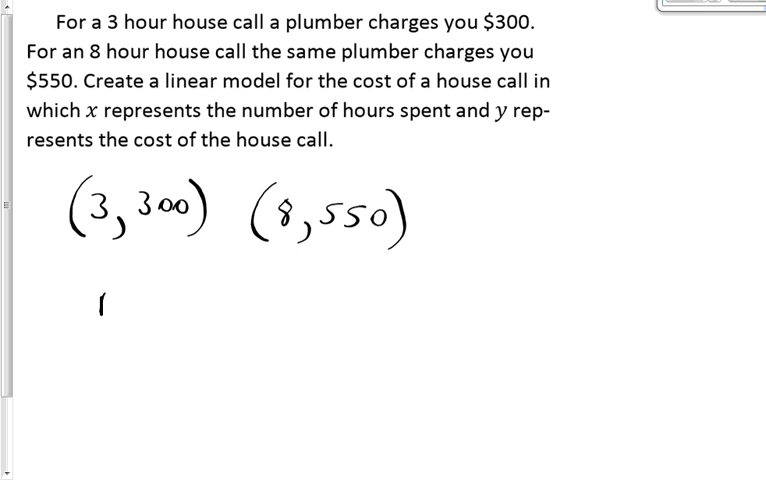 For a 3 hour house call a plumber charges you $300.
For an 8 hour house call the same plumber charges you
$550. Create a linear model for the cost of a house call in
which x represents the number of hours spent and y rep-
resents the cost of the house call.
(3, 300) (8, 550)